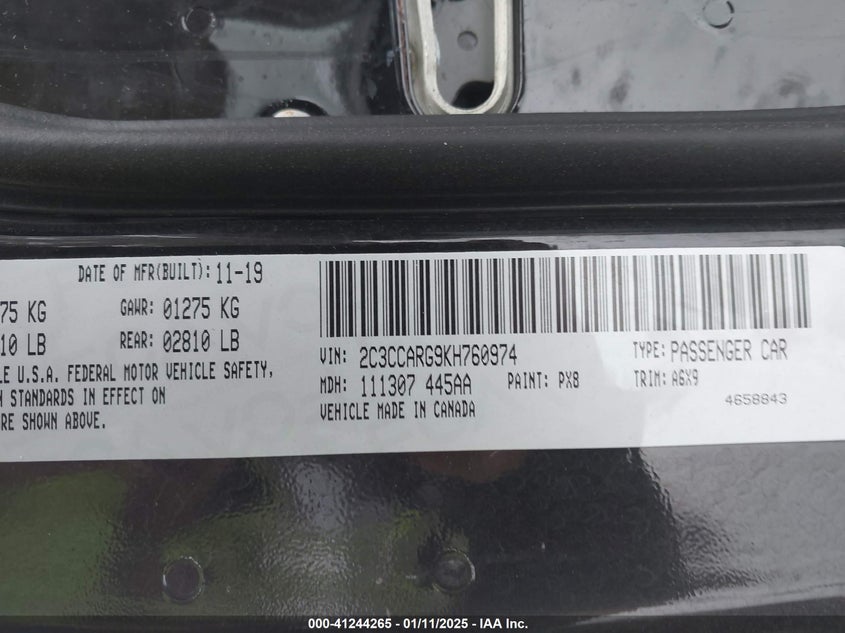 DATE OF MFR(BUILT): 11-19
75 KG GAWR: 01275 KG
10 LB REAR: 02810 LB
LE U.S.A. FEDERAL MOTOR VEHICLE SAFETY,
STANDARDS IN EFFECT ON
RE SHOWN ABOVE.
VIN: 2C3CCARG9KH760974 TYPE: PASSENGER CAR
MDH: 111307 445AA PAINT: PX8 TRIM: A6X9
VEHICLE MADE IN CANADA 4658843
000-41244265 - 01/11/2025 - IAA Inc.